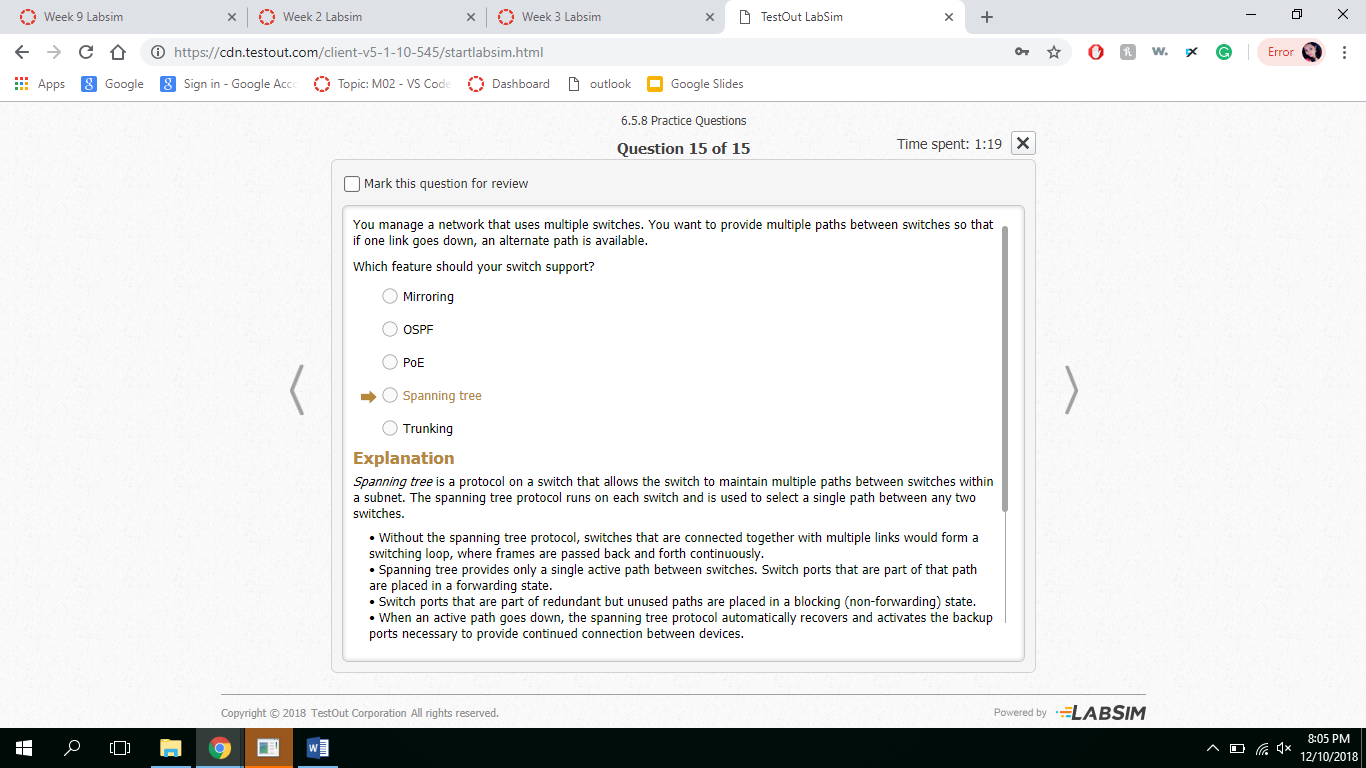 Week 9 Labsim
Week 2 Labsim
Week 3 Labsim
TestOut LabSim
https://cdn.testout.com/client-v5-1-10-545/startlabsim.html
Error
Apps
Google
Sign in - Google Acc
Topic: M02 - VS Code
Dashboard
outlook
Google Slides
6.5.8 Practice Questions
Question 15 of 15
Time spent: 1:19
Mark this question for review
You manage a network that uses multiple switches. You want to provide multiple paths between switches so that
if one link goes down, an alternate path is available.
Which feature should your switch support?
Mirroring
OSPF
PoE
Spanning tree
Trunking
Explanation
Spanning tree is a protocol on a switch that allows the switch to maintain multiple paths between switches within
a subnet. The spanning tree protocol runs on each switch and is used to select a single path between any two
switches.
• Without the spanning tree protocol, switches that are connected together with multiple links would form a
switching loop, where frames are passed back and forth continuously.
• Spanning tree provides only a single active path between switches. Switch ports that are part of that path
are placed in a forwarding state.
• Switch ports that are part of redundant but unused paths are placed in a blocking (non-forwarding) state.
• When an active path goes down, the spanning tree protocol automatically recovers and activates the backup
ports necessary to provide continued connection between devices.
Copyright © 2018 TestOut Corporation All rights reserved.
Powered by LABSIM
8:05 PM
12/10/2018